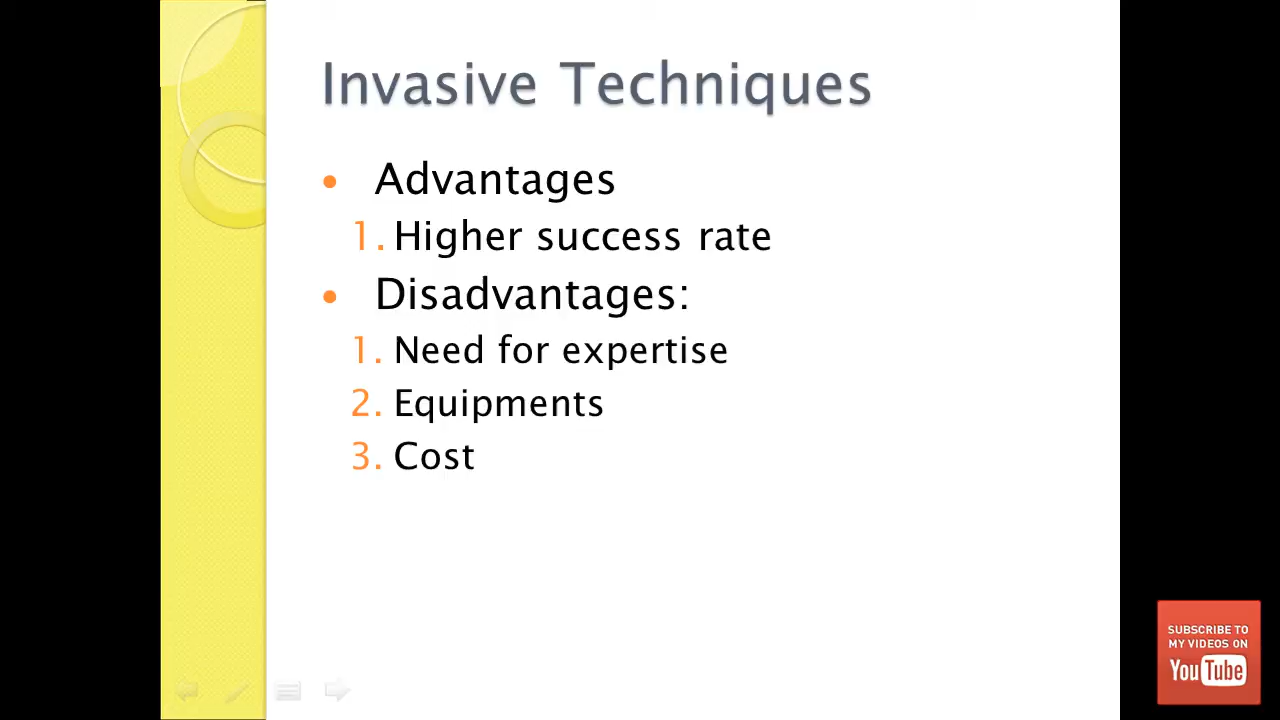 Invasive Techniques
• Advantages
1. Higher success rate
• Disadvantages:
1. Need for expertise
2. Equipments
3. Cost
SUBSCRIBE TO
MY VIDEOS ON
YouTube